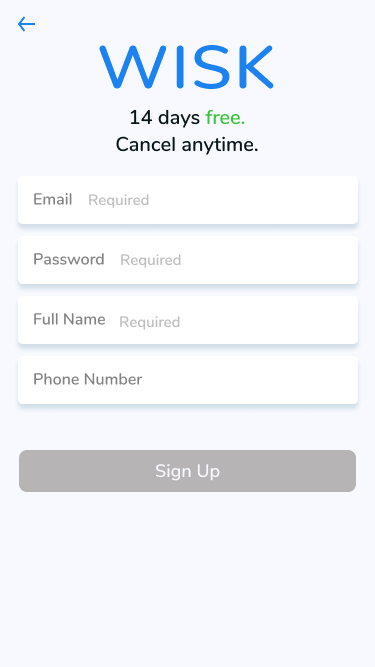 WISK
14 days free.
Cancel anytime.
Email Required
Password Required
Full Name Required
Phone Number
Sign Up